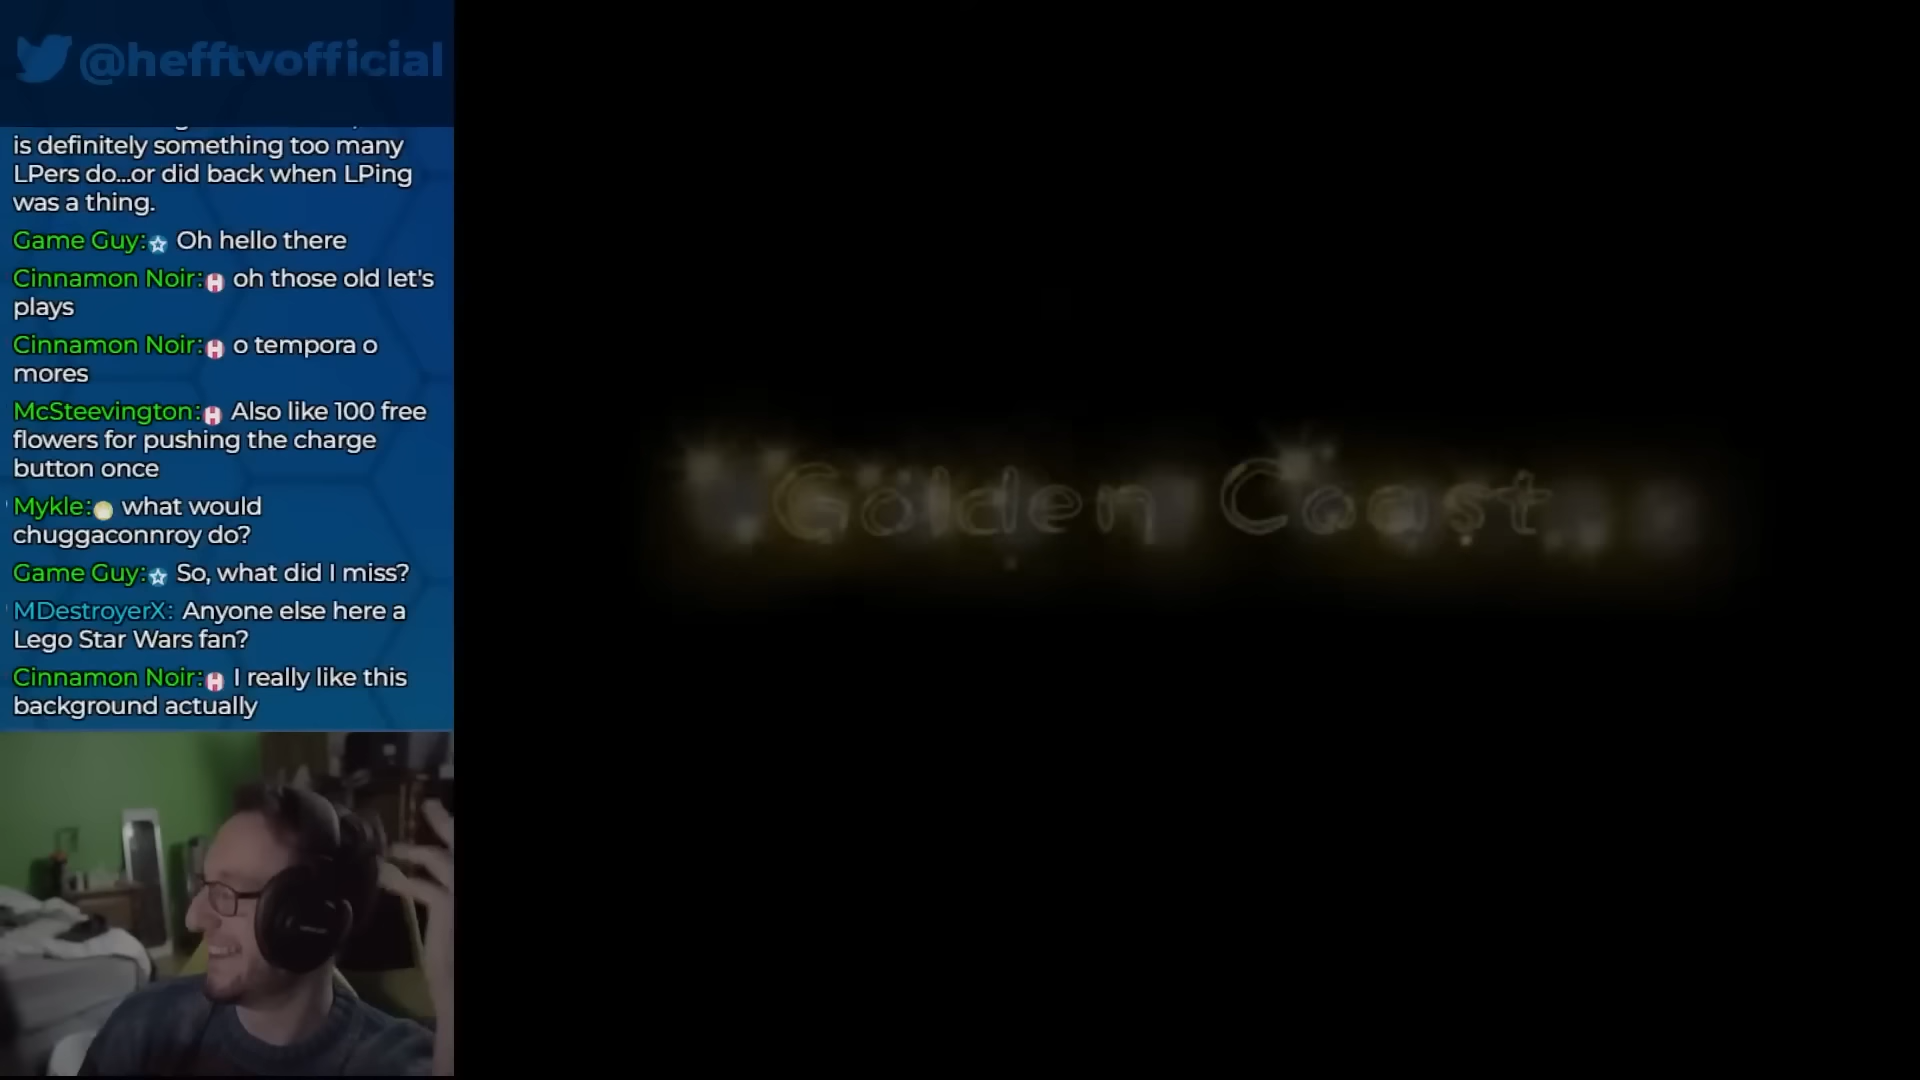 @hefftvofficial
is definitely something too many
LPers do...or did back when LPing
was a thing.
Game Guy: Oh hello there
Cinnamon Noir: oh those old let's
plays
Cinnamon Noir: o tempora o
mores
McSteevington: Also like 100 free
flowers for pushing the charge
button once
Mykle: what would
chuggaconnroy do?
Game Guy: So, what did I miss?
MDestroyerX: Anyone else here a
Lego Star Wars fan?
Cinnamon Noir: I really like this
background actually
Golden Coast